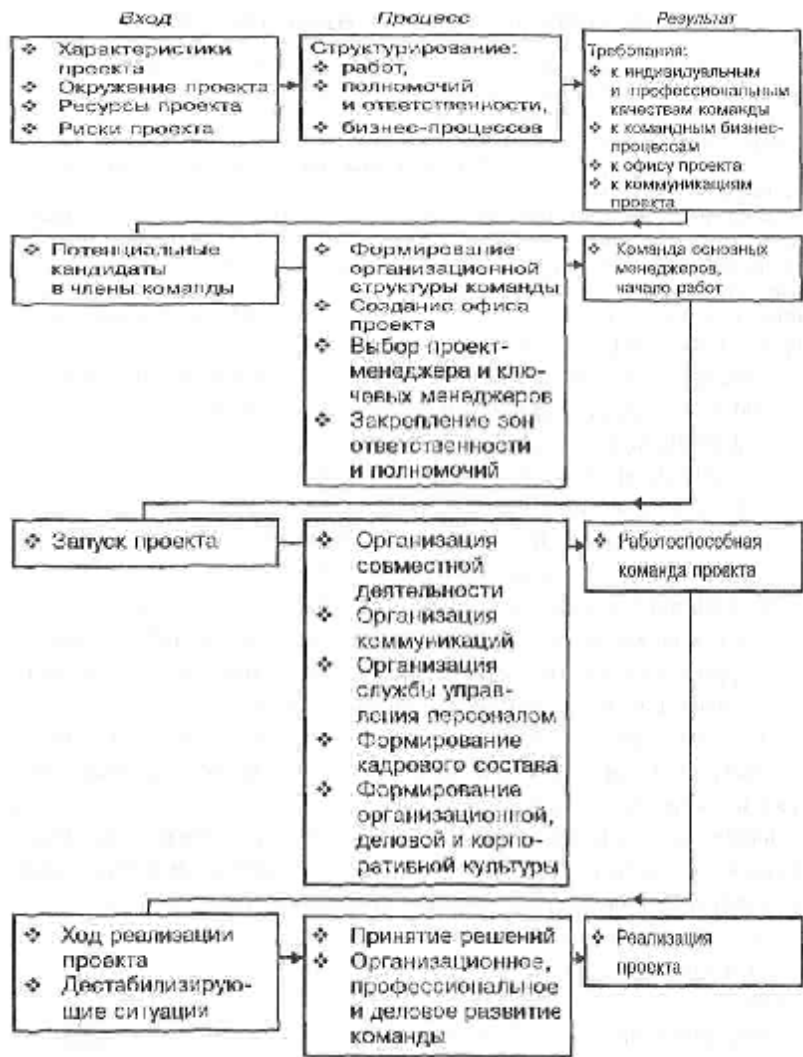 Вход
Процесс
Результат
❖ Характеристики
проекта
❖ Окружение проекта
❖ Ресурсы проекта
❖ Риски проекта
Структурирование:
❖ работ,
❖ полномочий
и ответственности,
❖ бизнес-процессов
Требования:
❖ к индивидуальным
и профессиональным
качествам команды
❖ к командным бизнес-
процессам
❖ к офису проекта
❖ к коммуникациям
проекта
❖ Потенциальные
кандидаты
в члены команды
❖ Формирование
организационной
структуры команды
❖ Создание офиса
проекта
❖ Выбор проект-
менеджера и клю-
чевых менеджеров
❖ Закрепление зон
ответственности
и полномочий
❖ Команда основных
менеджеров,
начало работ
❖ Запуск проекта
❖ Организация
совместной
деятельности
❖ Организация
коммуникаций
❖ Организация
службы управ-
ления персоналом
❖ Формирование
кадрового состава
❖ Формирование
организационной,
деловой и корпо-
ративной культуры
❖ Работоспособная
команда проекта
❖ Ход реализации
проекта
❖ Дестабилизирую-
щие ситуации
❖ Принятие решений
❖ Организационное,
профессиональное
и деловое развитие
команды
❖ Реализация
проекта